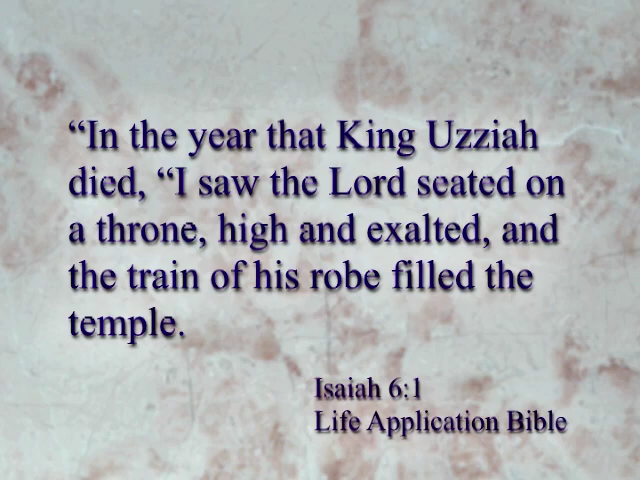 “In the year that King Uzziah
died, “I saw the Lord seated on
a throne, high and exalted, and
the train of his robe filled the
temple.
Isaiah 6:1
Life Application Bible